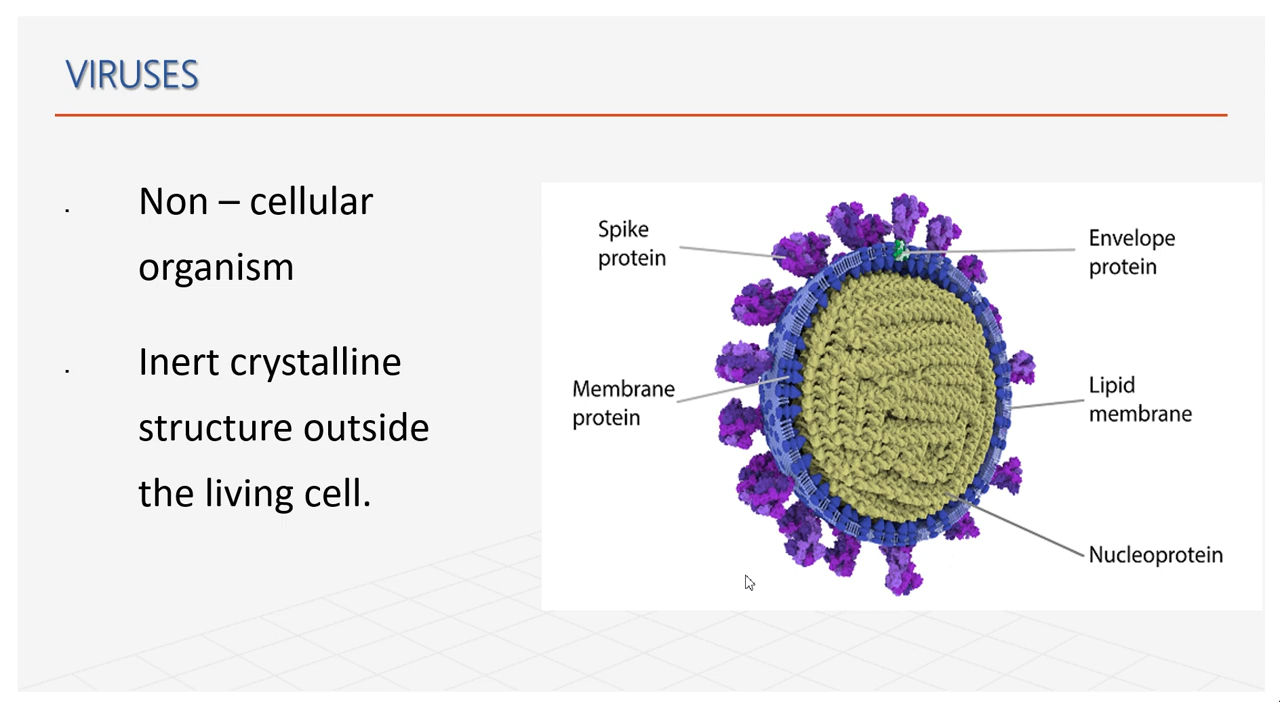 VIRUSES
. Non – cellular
organism
. Inert crystalline
structure outside
the living cell.
Spike
protein
Membrane
protein
Envelope
protein
Lipid
membrane
Nucleoprotein